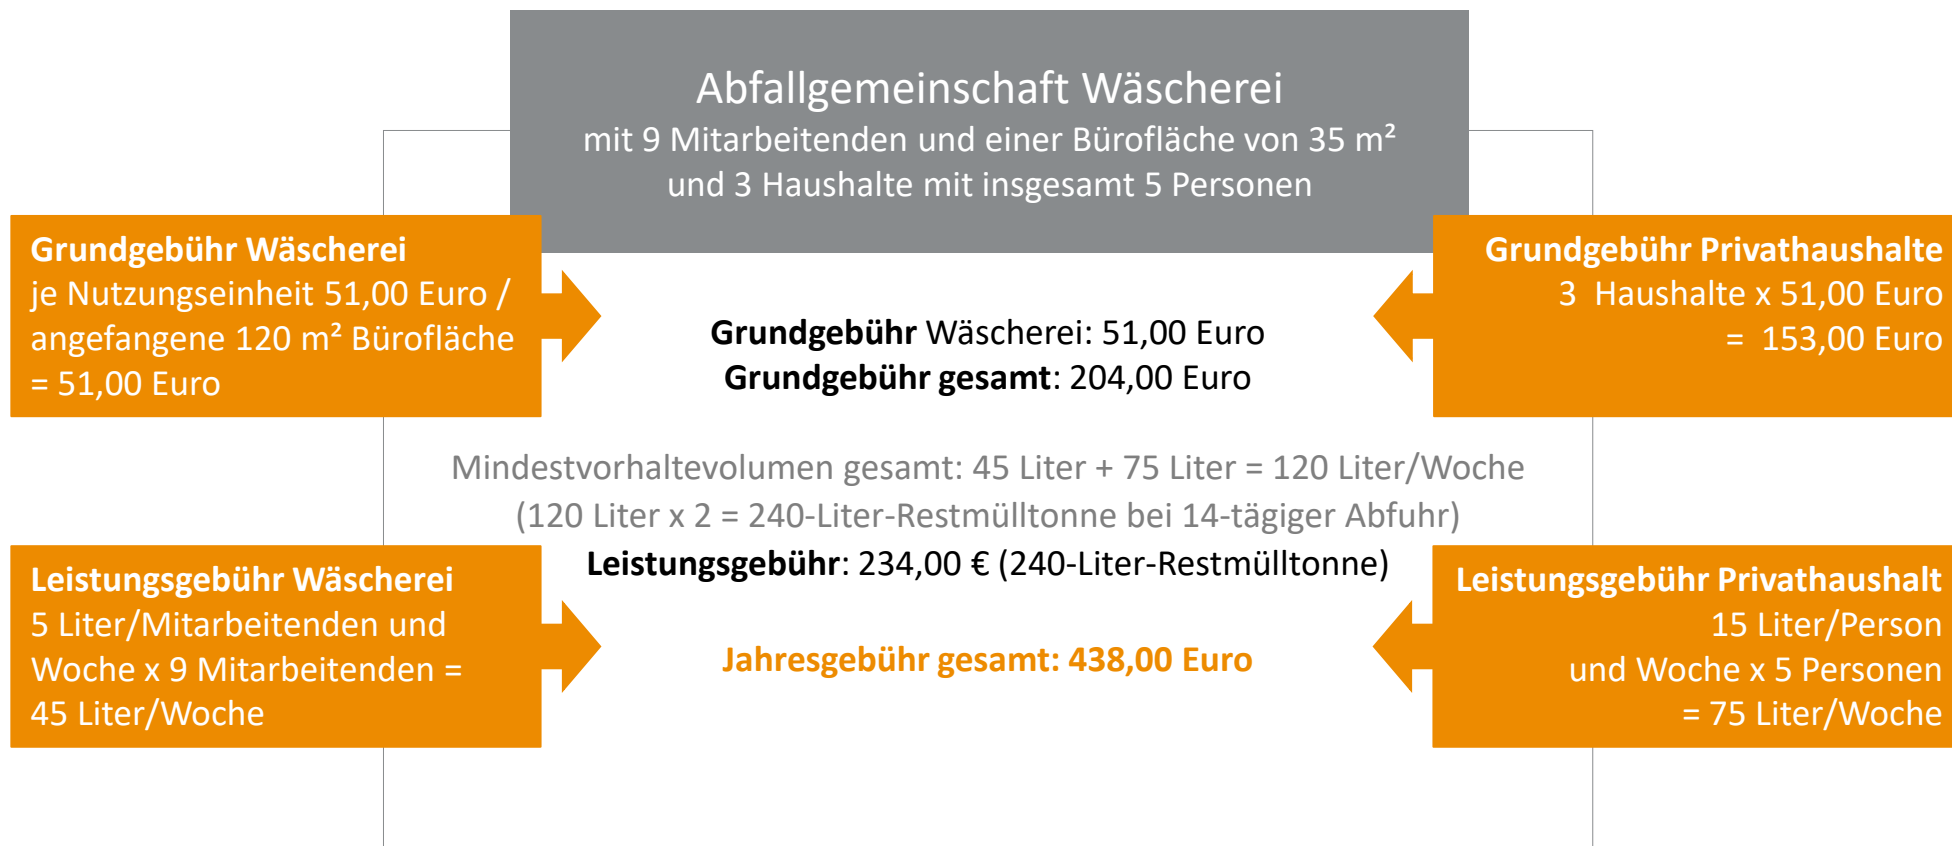 Abfallgemeinschaft Wäscherei
mit 9 Mitarbeitenden und einer Bürofläche von 35 m²
und 3 Haushalte mit insgesamt 5 Personen
Grundgebühr Wäscherei
je Nutzungseinheit 51,00 Euro /
angefangene 120 m² Bürofläche
= 51,00 Euro
Grundgebühr Wäscherei: 51,00 Euro
Grundgebühr gesamt: 204,00 Euro
Grundgebühr Privathaushalte
3 Haushalte x 51,00 Euro
= 153,00 Euro
Mindestvorhaltevolumen gesamt: 45 Liter + 75 Liter = 120 Liter/Woche
(120 Liter x 2 = 240-Liter-Restmülltonne bei 14-tägiger Abfuhr)
Leistungsgebühr: 234,00 € (240-Liter-Restmülltonne)
Leistungsgebühr Wäscherei
5 Liter/Mitarbeitenden und
Woche x 9 Mitarbeitenden =
45 Liter/Woche
Jahresgebühr gesamt: 438,00 Euro
Leistungsgebühr Privathaushalt
15 Liter/Person
und Woche x 5 Personen
= 75 Liter/Woche